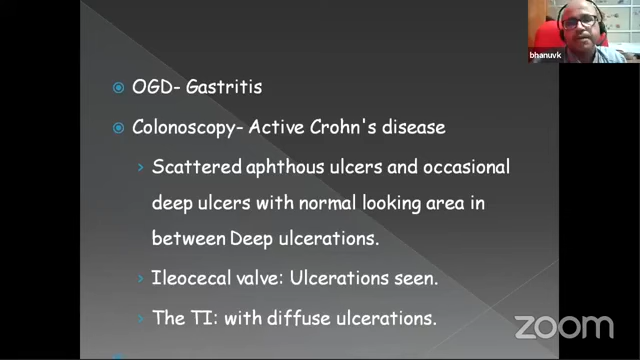 bhanuvk
OGD- Gastritis
Colonoscopy- Active Crohn's disease
Scattered aphthous ulcers and occasional
deep ulcers with normal looking area in
between Deep ulcerations.
Ileocecal valve: Ulcerations seen.
The TI: with diffuse ulcerations.
zoom